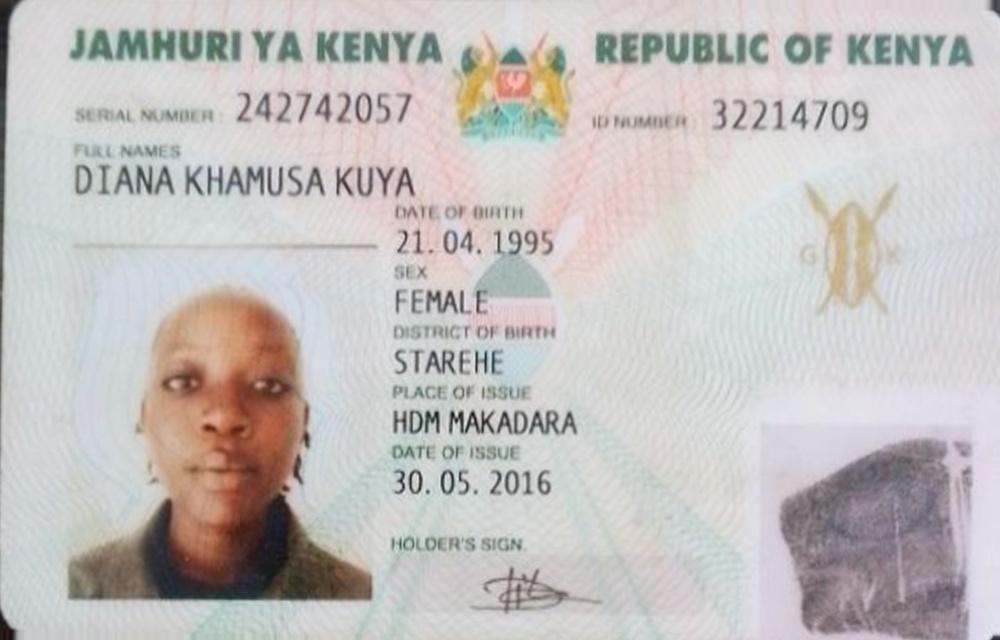 JAMHURI YA KENYA REPUBLIC OF KENYA
SERIAL NUMBER: 242742057 ID NUMBER: 32214709
FULL NAMES
DIANA KHAMUSA KUYA
DATE OF BIRTH
21.04.1995
SEX
FEMALE
DISTRICT OF BIRTH
STAREHE
PLACE OF ISSUE
HDM MAKADARA
DATE OF ISSUE
30.05.2016
HOLDER'S SIGN.
G K